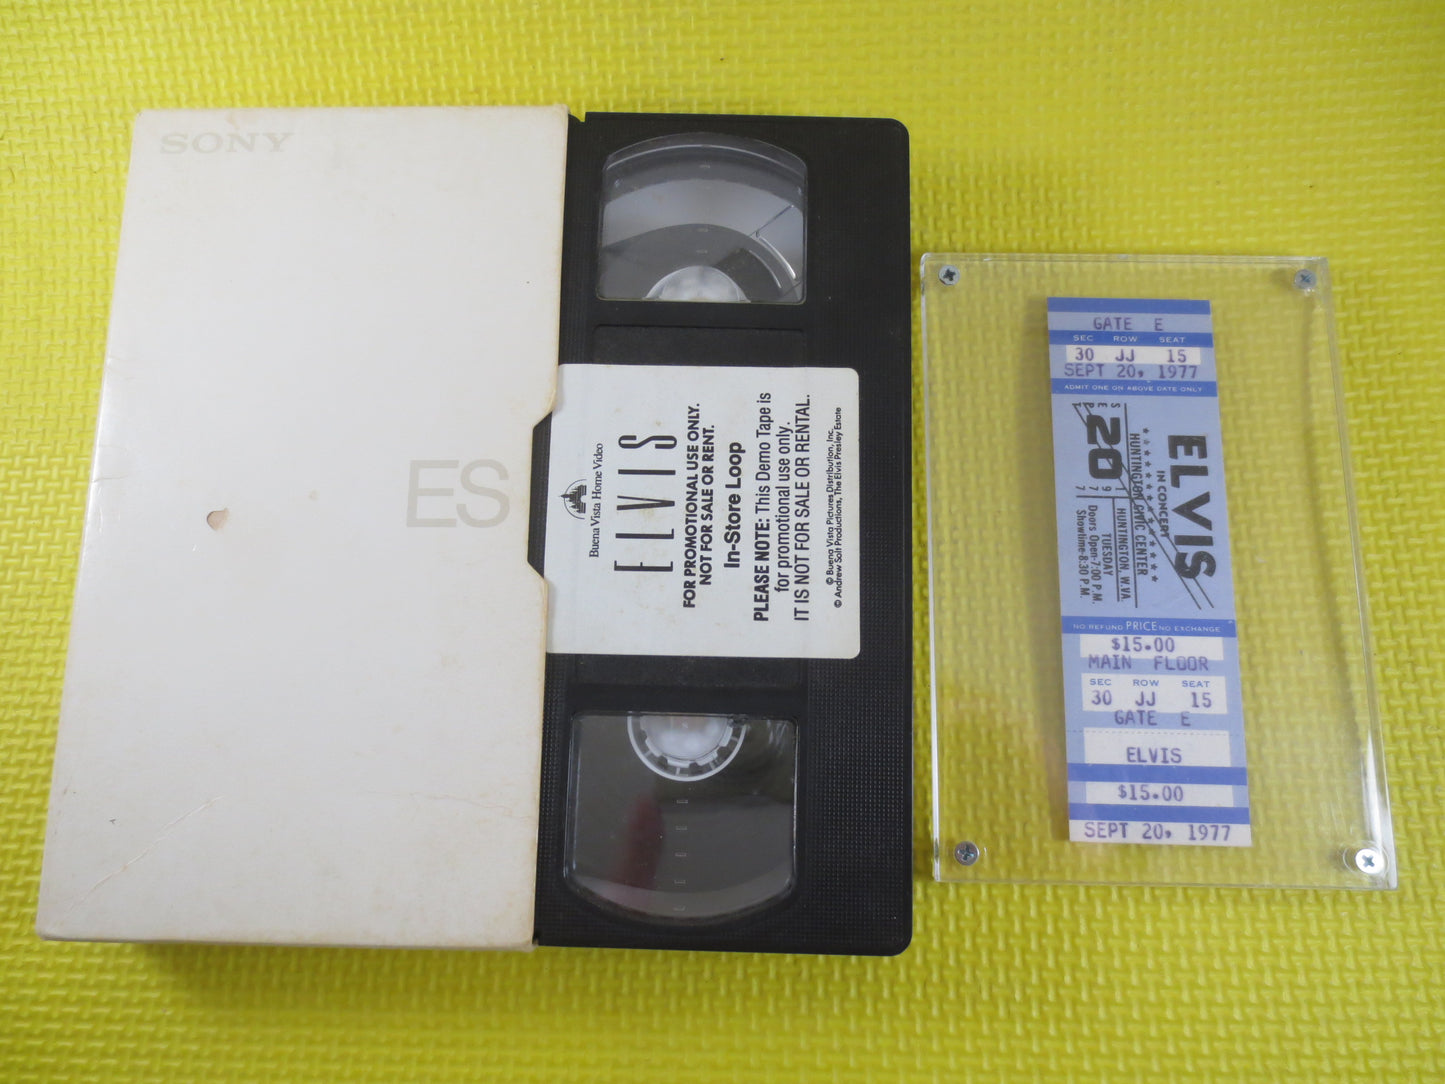 SONY
ES
Buena Vista Home Video
ELVIS
FOR PROMOTIONAL USE ONLY.
NOT FOR SALE OR RENT.
In-Store Loop
PLEASE NOTE: This Demo Tape is
for promotional use only.
IT IS NOT FOR SALE OR RENTAL.
© Buena Vista Pictures Distribution, Inc.
© Andrew Solt Productions, The Elvis Presley Estate
GATE E
SEC ROW SEAT
30 JJ 15
SEPT 20, 1977
ADMIT ONE ON ABOVE DATE ONLY
ELVIS
IN CONCERT
HUNTINGTON CIVIC CENTER
HUNTINGTON W.VA.
SEPT
20
1977
TUESDAY
Doors Open-7:00 P.M.
Showtime-8:30 P.M.
NO REFUND PRICE NO EXCHANGE
$15.00
MAIN FLOOR
SEC ROW SEAT
30 JJ 15
GATE E
ELVIS
$15.00
SEPT 20, 1977